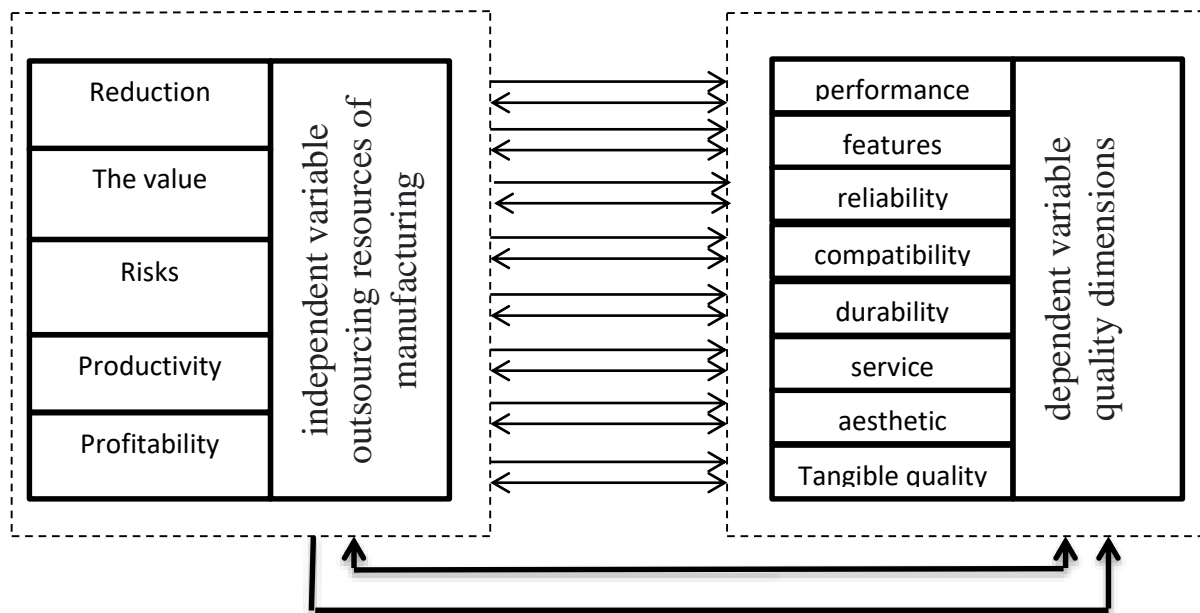 Reduction
The value
Risks
Productivity
Profitability
independent variable
outsourcing resources of
manufacturing
performance
features
reliability
compatibility
durability
service
aesthetic
Tangible quality
dependent variable
quality dimensions